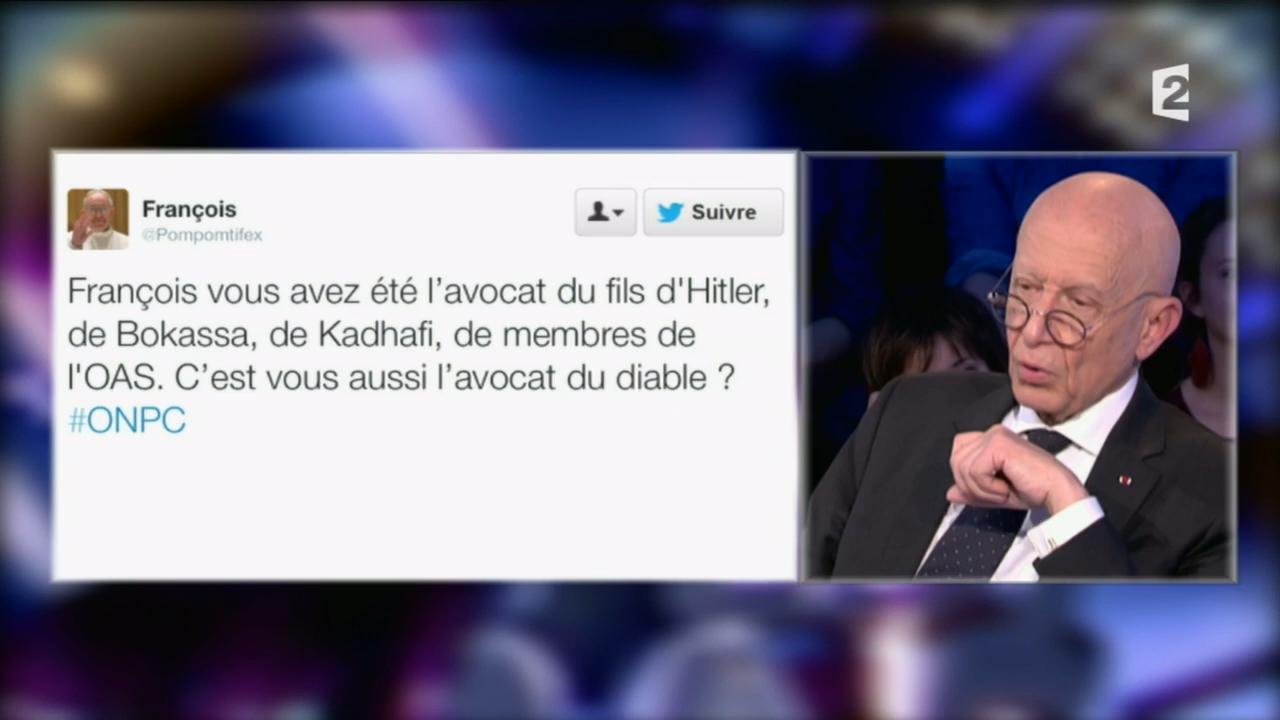 2
François
@Pompomtifex
Suivre
François vous avez été l’avocat du fils d'Hitler,
de Bokassa, de Kadhafi, de membres de
l'OAS. C’est vous aussi l’avocat du diable ?
#ONPC